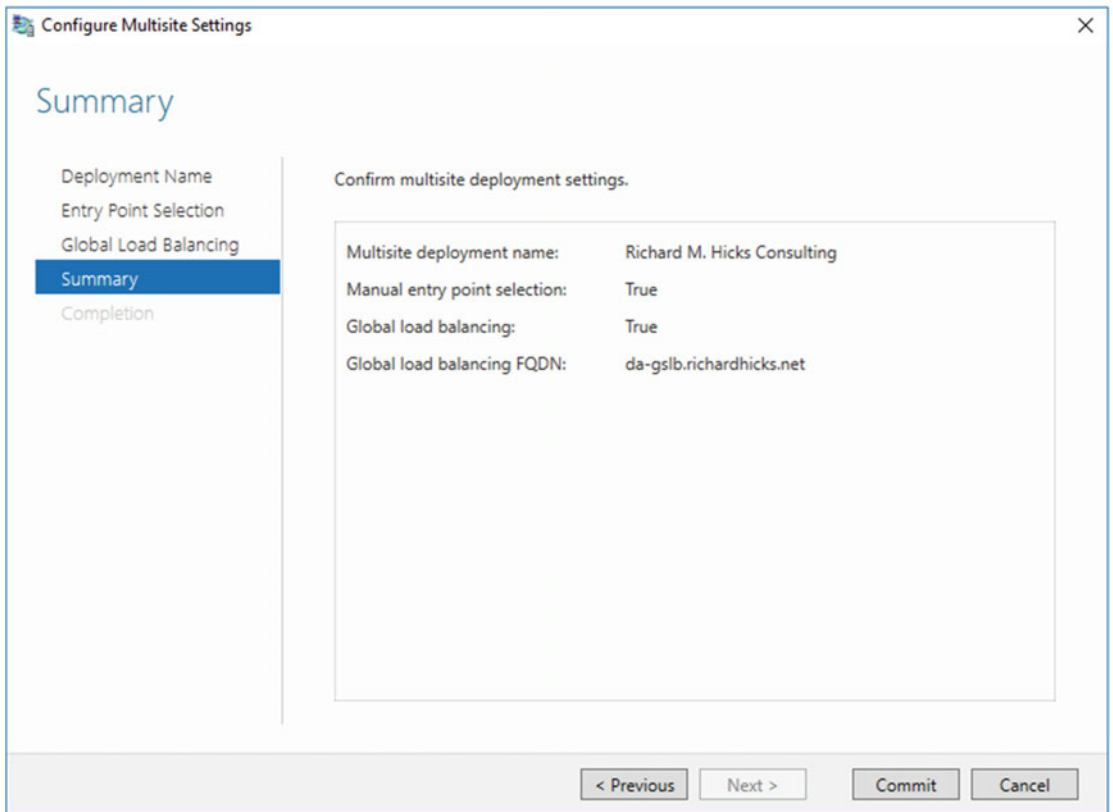 Configure Multisite Settings
Summary
Deployment Name
Entry Point Selection
Global Load Balancing
Summary
Completion
Confirm multisite deployment settings.
Multisite deployment name: Richard M. Hicks Consulting
Manual entry point selection: True
Global load balancing: True
Global load balancing FQDN: da-gslb.richardhicks.net
< Previous Next > Commit Cancel